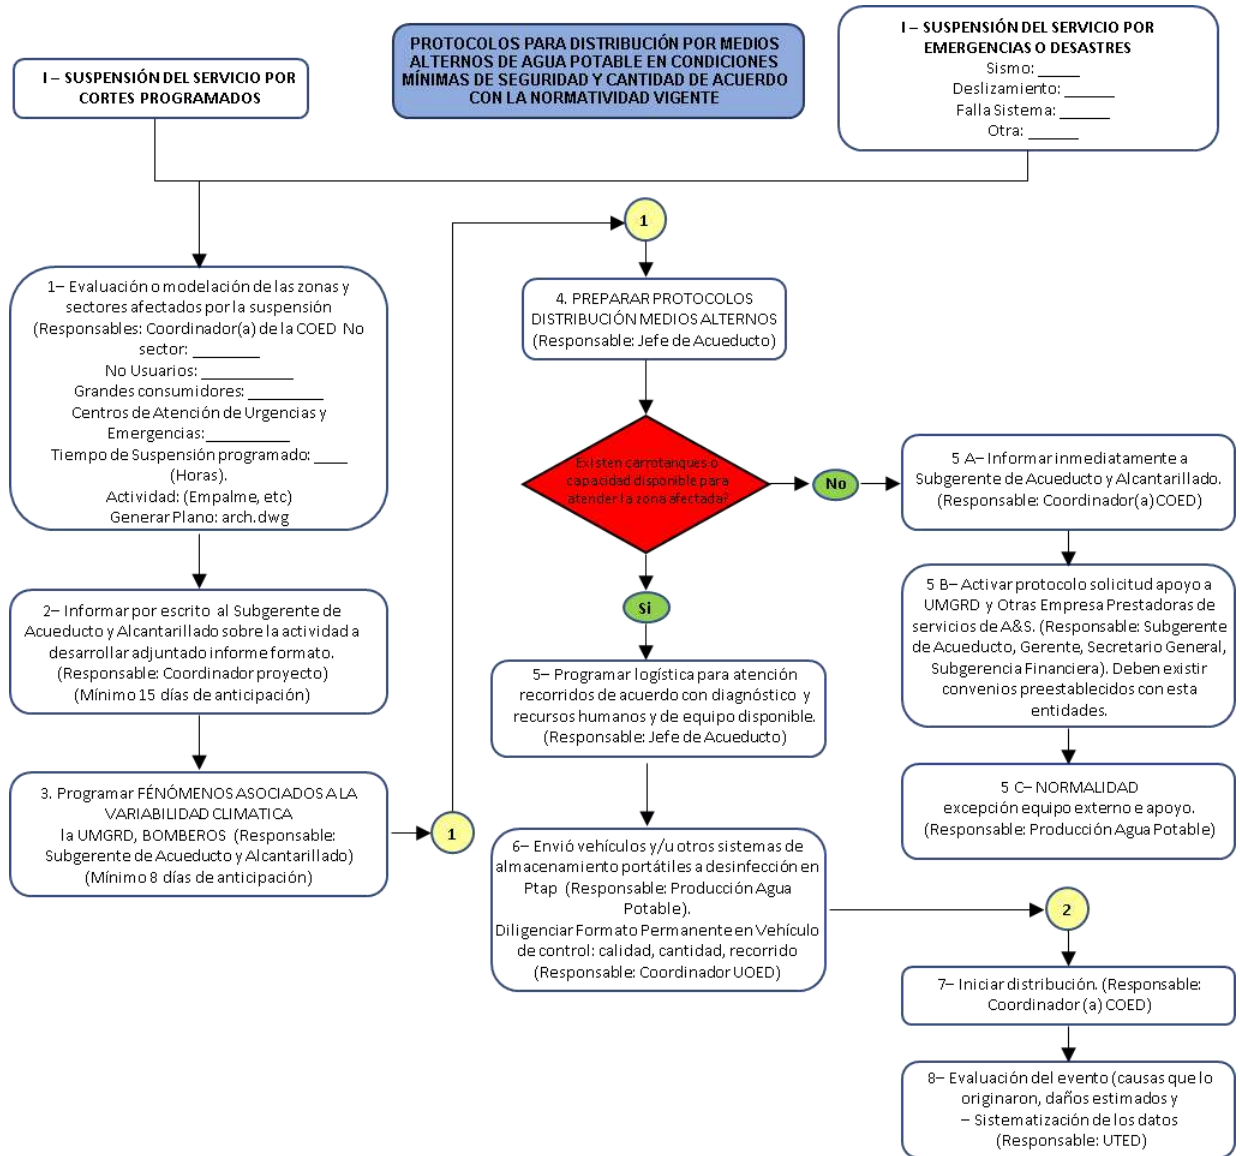 I – SUSPENSIÓN DEL SERVICIO POR
CORTES PROGRAMADOS
PROTOCOLOS PARA DISTRIBUCIÓN POR MEDIOS
ALTERNOS DE AGUA POTABLE EN CONDICIONES
MÍNIMAS DE SEGURIDAD Y CANTIDAD DE ACUERDO
CON LA NORMATIVIDAD VIGENTE
I – SUSPENSIÓN DEL SERVICIO POR
EMERGENCIAS O DESASTRES
Sismo: _____
Deslizamiento: ______
Falla Sistema: ______
Otra: ______
1– Evaluación o modelación de las zonas y
sectores afectados por la suspensión
(Responsables: Coordinador(a) de la COED No
sector: ________
No Usuarios: ___________
Grandes consumidores: _________
Centros de Atención de Urgencias y
Emergencias:__________
Tiempo de Suspensión programado: ____
(Horas).
Actividad: (Empalme, etc)
Generar Plano: arch.dwg
2– Informar por escrito al Subgerente de
Acueducto y Alcantarillado sobre la actividad a
desarrollar adjuntado informe formato.
(Responsable: Coordinador proyecto)
(Mínimo 15 días de anticipación)
3. Programar FÉNÓMENOS ASOCIADOS A LA
VARIABILIDAD CLIMATICA
la UMGRD, BOMBEROS (Responsable:
Subgerente de Acueducto y Alcantarillado)
(Mínimo 8 días de anticipación)
1
1
4. PREPARAR PROTOCOLOS
DISTRIBUCIÓN MEDIOS ALTERNOS
(Responsable: Jefe de Acueducto)
Existen carrotanques o
capacidad disponible para
atender la zona afectada?
No
5 A– Informar inmediatamente a
Subgerente de Acueducto y Alcantarillado.
(Responsable: Coordinador(a) COED)
5 B– Activar protocolo solicitud apoyo a
UMGRD y Otras Empresa Prestadoras de
servicios de A&S. (Responsable: Subgerente
de Acueducto, Gerente, Secretario General,
Subgerencia Financiera). Deben existir
convenios preestablecidos con esta
entidades.
5 C– NORMALIDAD
excepción equipo externo e apoyo.
(Responsable: Producción Agua Potable)
Si
5– Programar logística para atención
recorridos de acuerdo con diagnóstico y
recursos humanos y de equipo disponible.
(Responsable: Jefe de Acueducto)
6– Envió vehículos y/u otros sistemas de
almacenamiento portátiles a desinfección en
Ptap (Responsable: Producción Agua
Potable).
Diligenciar Formato Permanente en Vehículo
de control: calidad, cantidad, recorrido
(Responsable: Coordinador UOED)
2
7– Iniciar distribución. (Responsable:
Coordinador (a) COED)
8– Evaluación del evento (causas que lo
originaron, daños estimados y
– Sistematización de los datos
(Responsable: UTED)